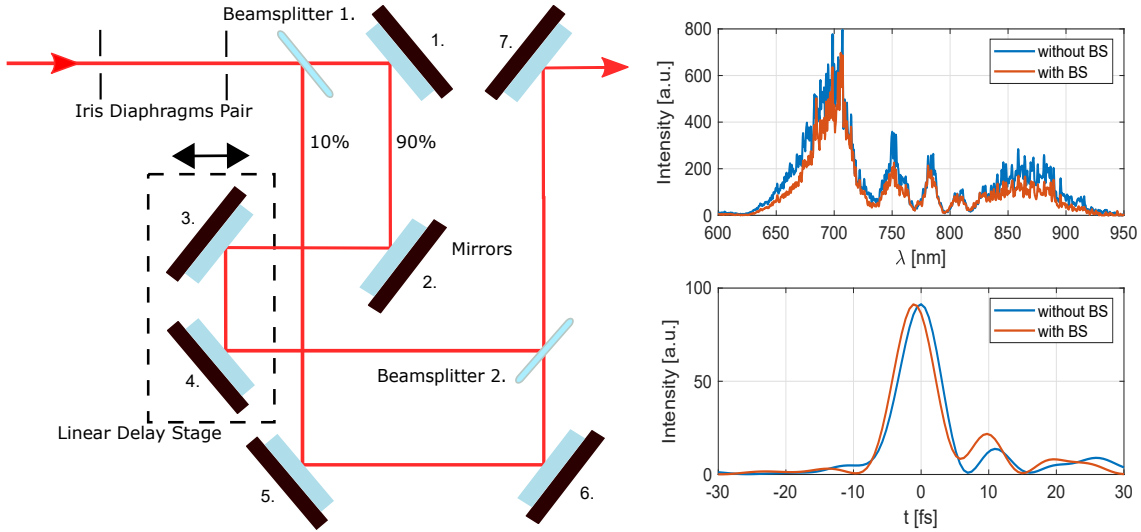 Beamsplitter 1.
1.
7.
Iris Diaphragms Pair
10%
90%
3.
Mirrors
2.
4.
Beamsplitter 2.
Linear Delay Stage
5.
6.
800
600
400
200
0
Intensity [a.u.]
without BS
with BS
600
650
700
750
800
850
900
950
λ [nm]
100
50
0
Intensity [a.u.]
without BS
with BS
-30
-20
-10
0
10
20
30
t [fs]